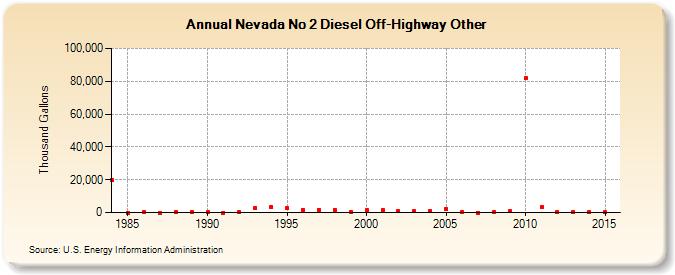 Annual Nevada No 2 Diesel Off-Highway Other
Thousand Gallons
100,000
80,000
60,000
40,000
20,000
0
1985 1990 1995 2000 2005 2010 2015
Source: U.S. Energy Information Administration